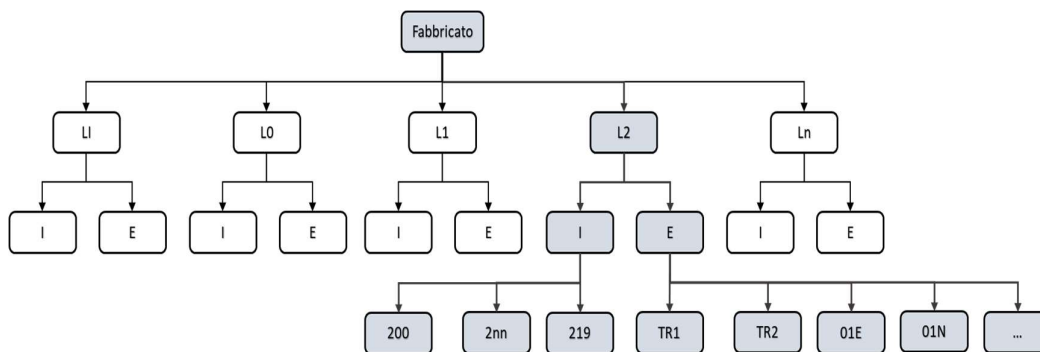 Fabbricato
LI L0 L1 L2 Ln
I E I E I E I E I E
200 2nn 219 TR1 TR2 01E 01N ...